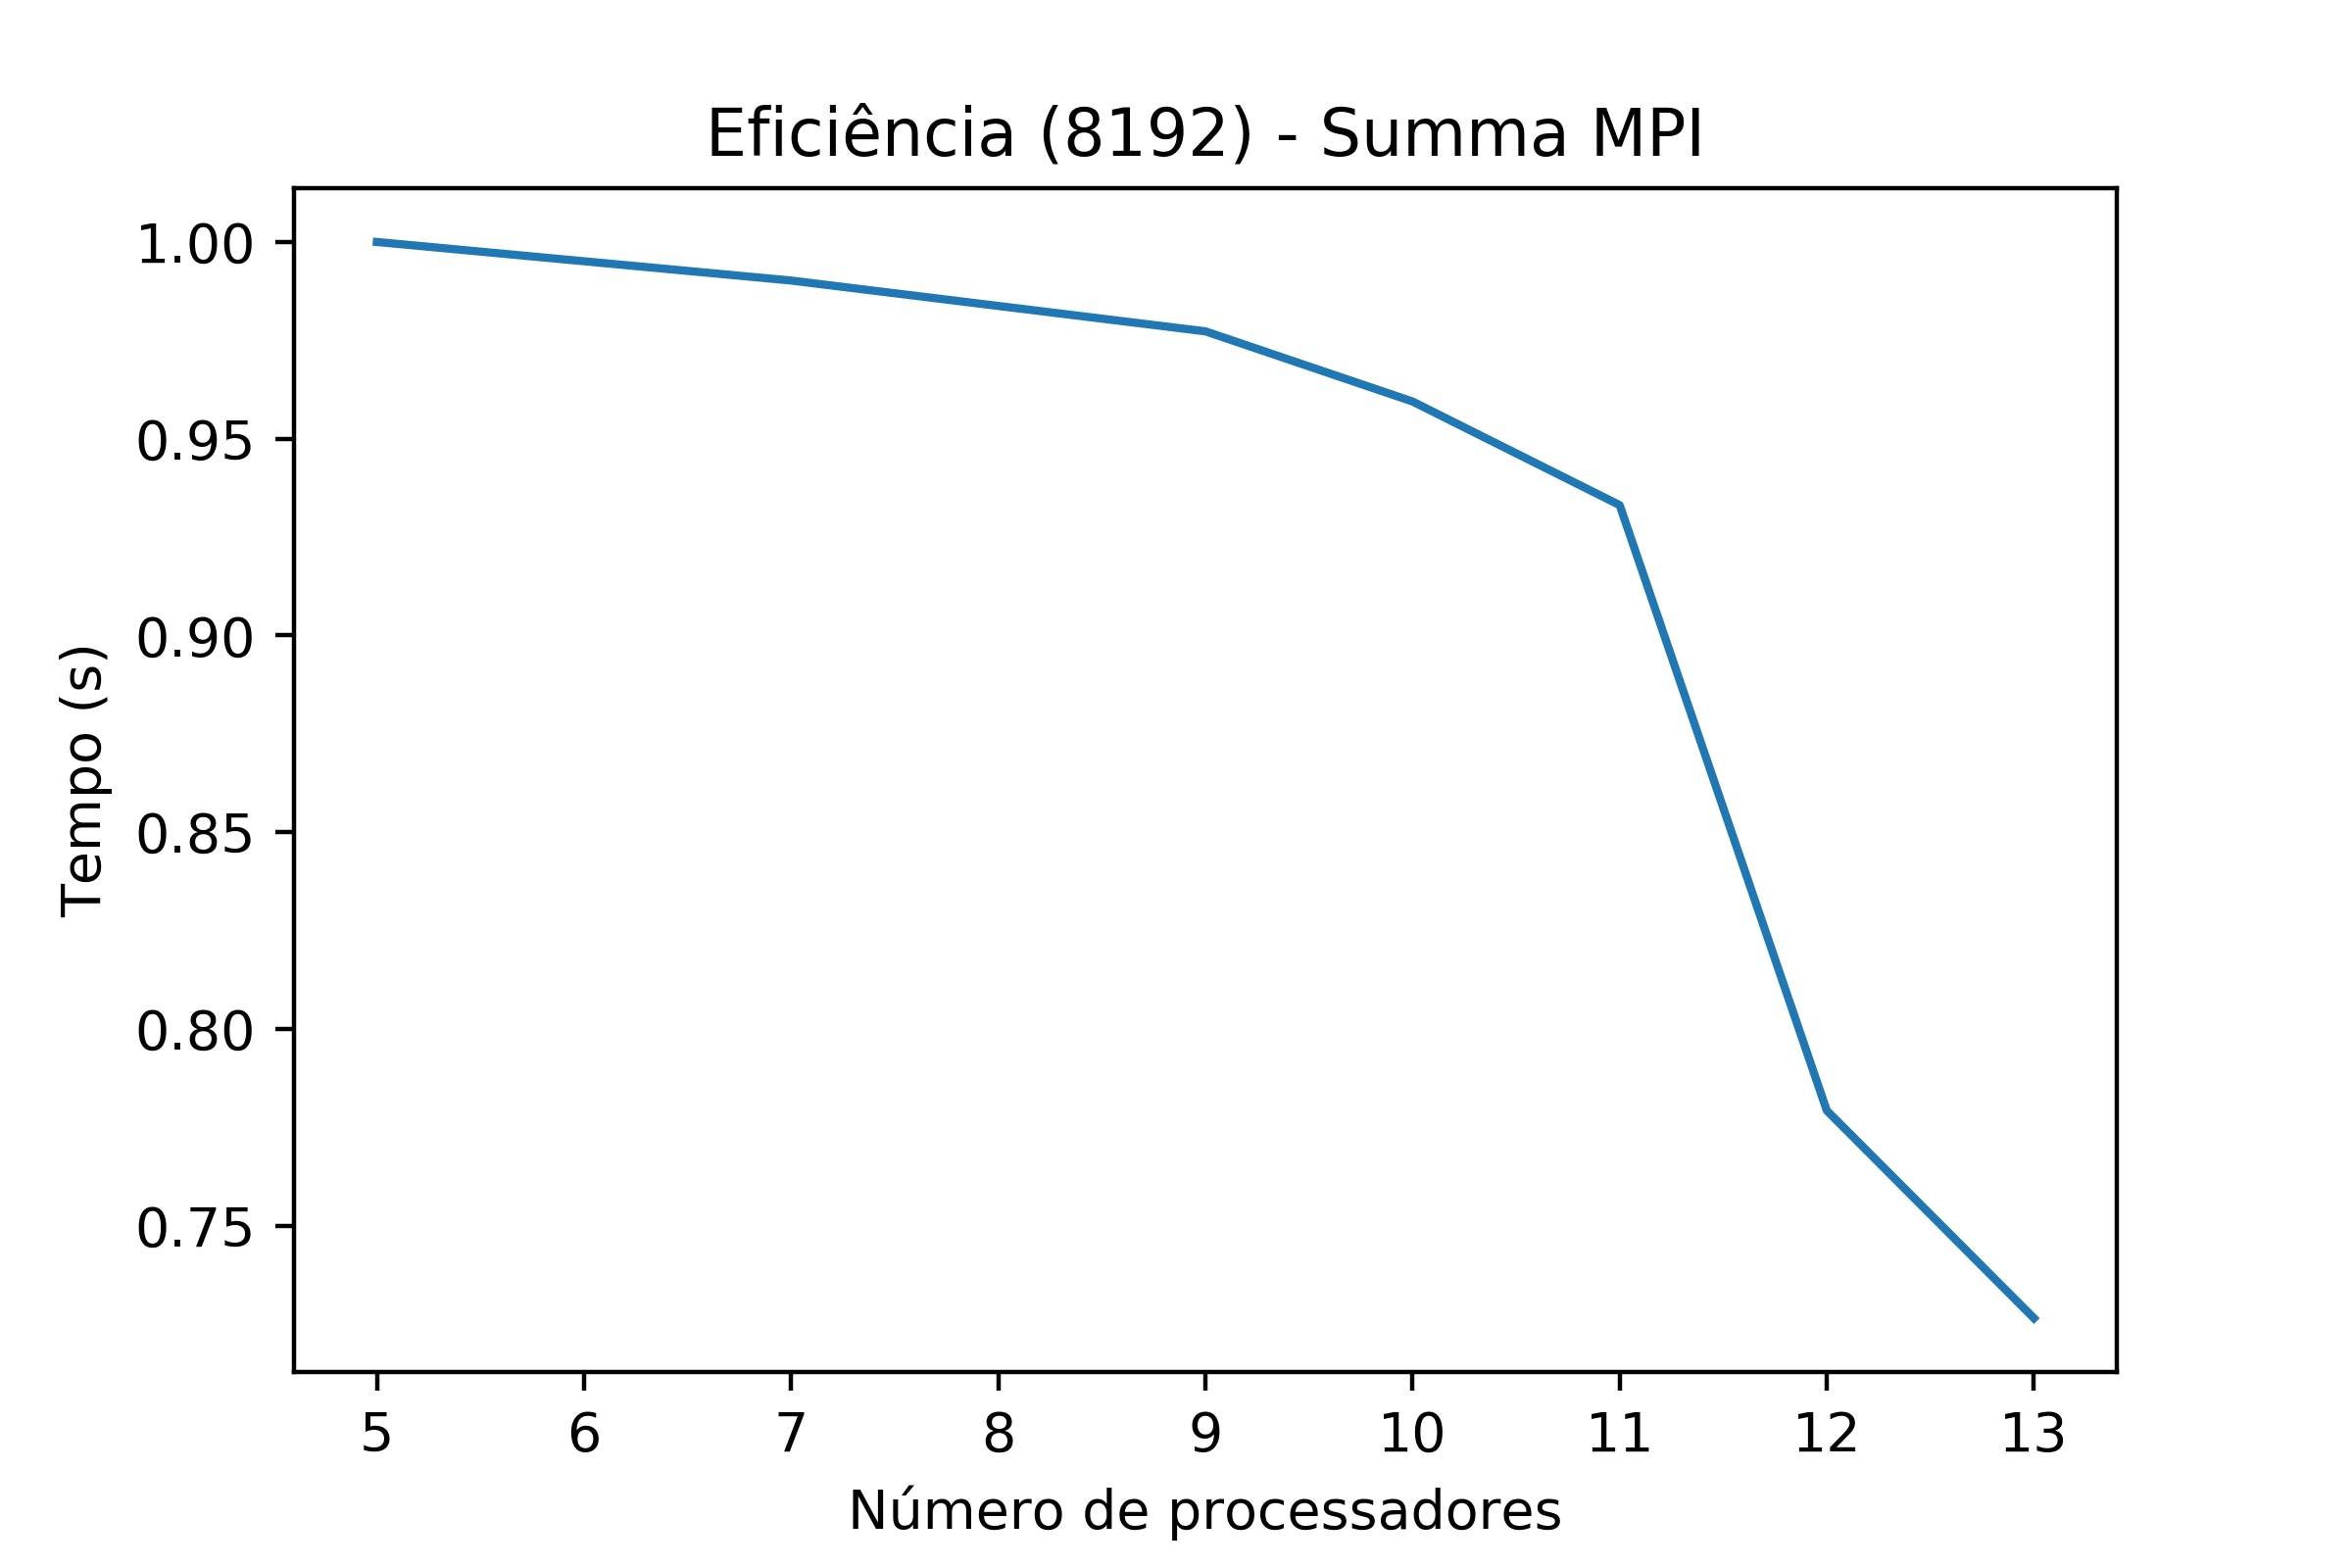 Eficiência (8192) - Summa MPI
Tempo (s)
1.00
0.95
0.90
0.85
0.80
0.75
5 6 7 8 9 10 11 12 13
Número de processadores